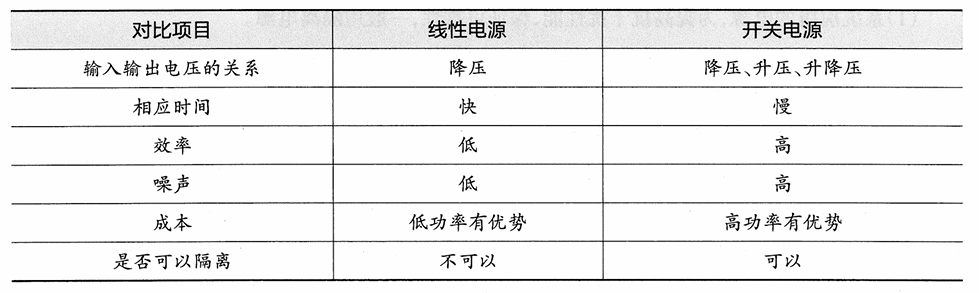 对比项目 线性电源 开关电源
输入输出电压的关系 降压 降压、升压、升降压
相应时间 快 慢
效率 低 高
噪声 低 高
成本 低功率有优势 高功率有优势
是否可以隔离 不可以 可以